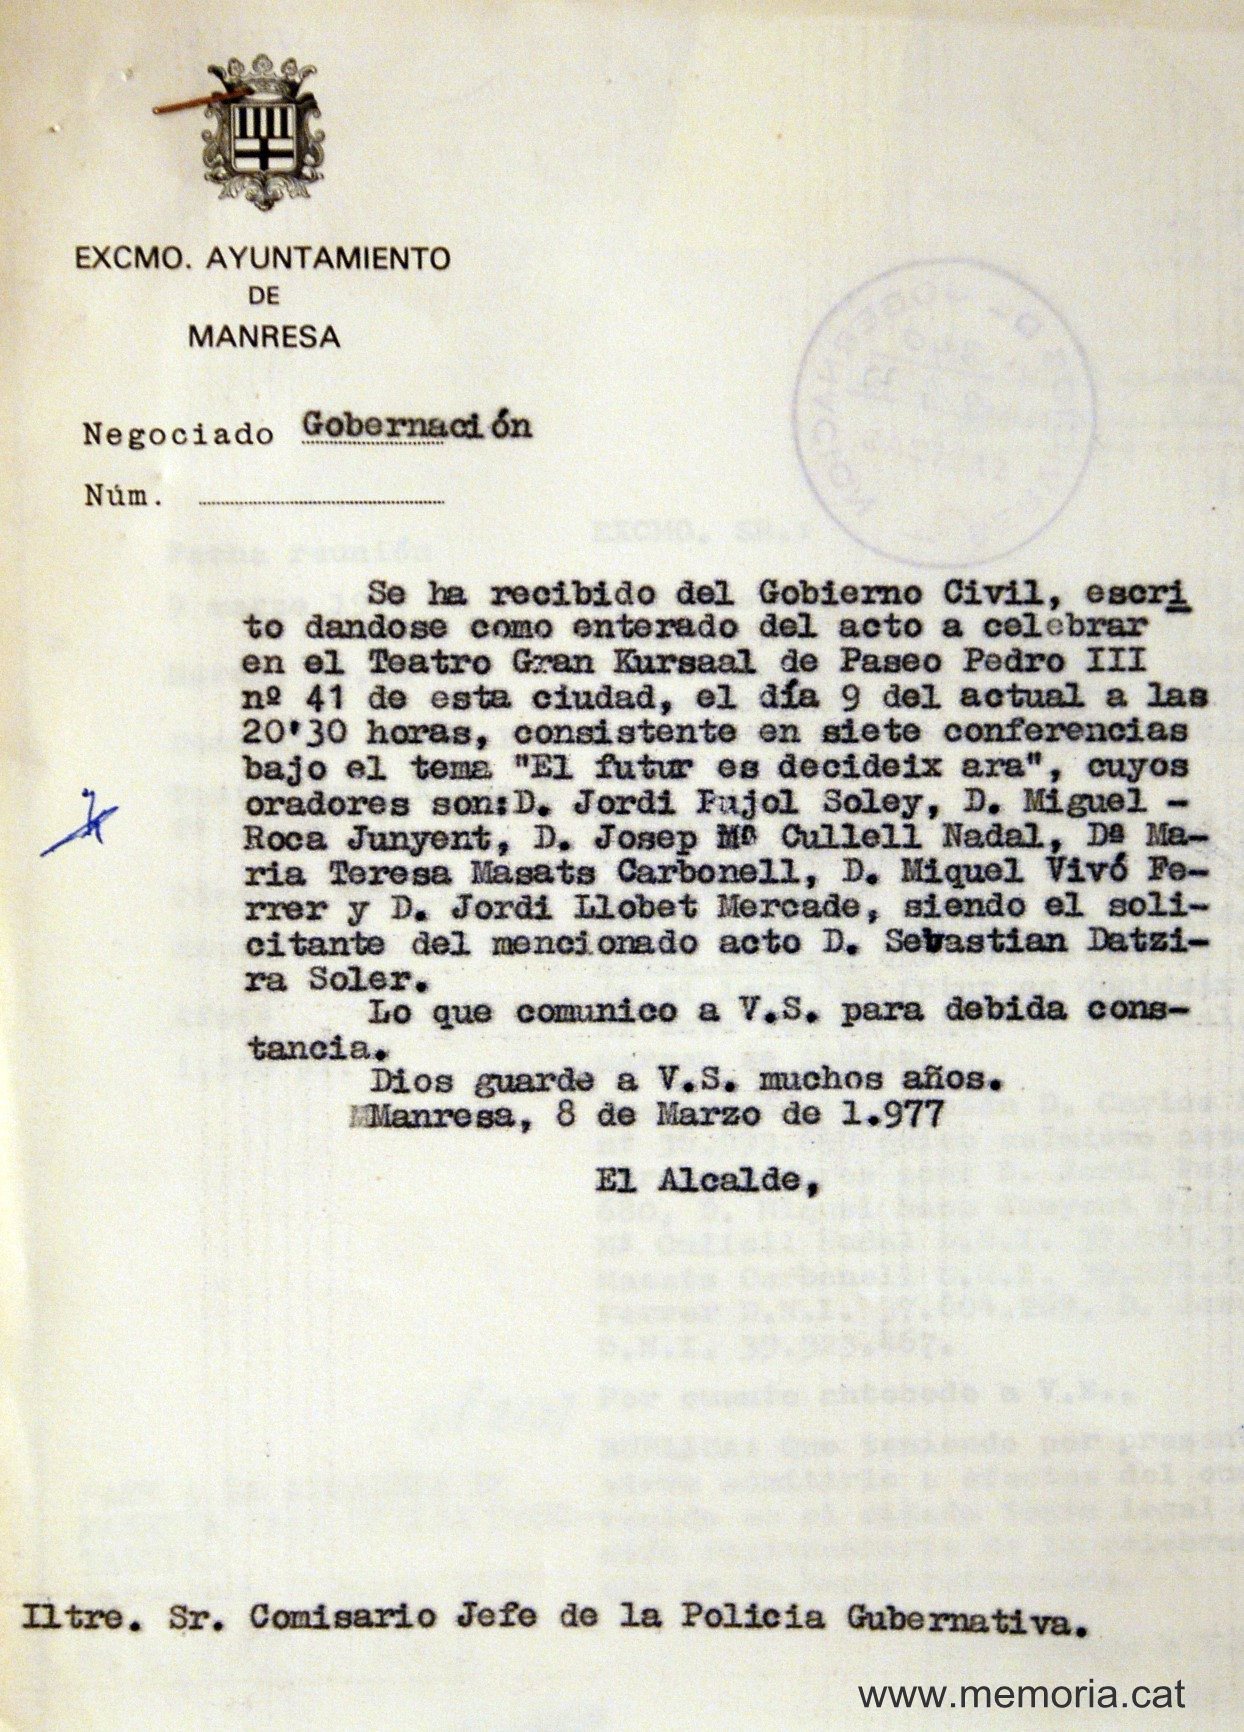 EXCMO. AYUNTAMIENTO
DE
MANRESA
Negociado Gobernación
Núm.
Se ha recibido del Gobierno Civil, escri
to dandose como enterado del acto a celebrar
en el Teatro Gran Kursaal de Paseo Pedro III
nº 41 de esta ciudad, el día 9 del actual a las
20'30 horas, consistente en siete conferencias
bajo el tema "El futur es decideix ara", cuyos
oradores son:D. Jordi Pujol Soley, D. Miguel -
Roca Junyent, D. Josep Mª Cullell Nadal, Dª Ma-
ria Teresa Masats Carbonell, D. Miquel Vivó Fe-
rrer y D. Jordi Llobet Mercade, siendo el soli-
citante del mencionado acto D. Sebastian Datzi-
ra Soler.
Lo que comunico a V.S. para debida cons-
tancia.
Dios guarde a V.S. muchos años.
Manresa, 8 de Marzo de 1.977
El Alcalde,
Iltre. Sr. Comisario Jefe de la Policia Gubernativa.
www.memoria.cat